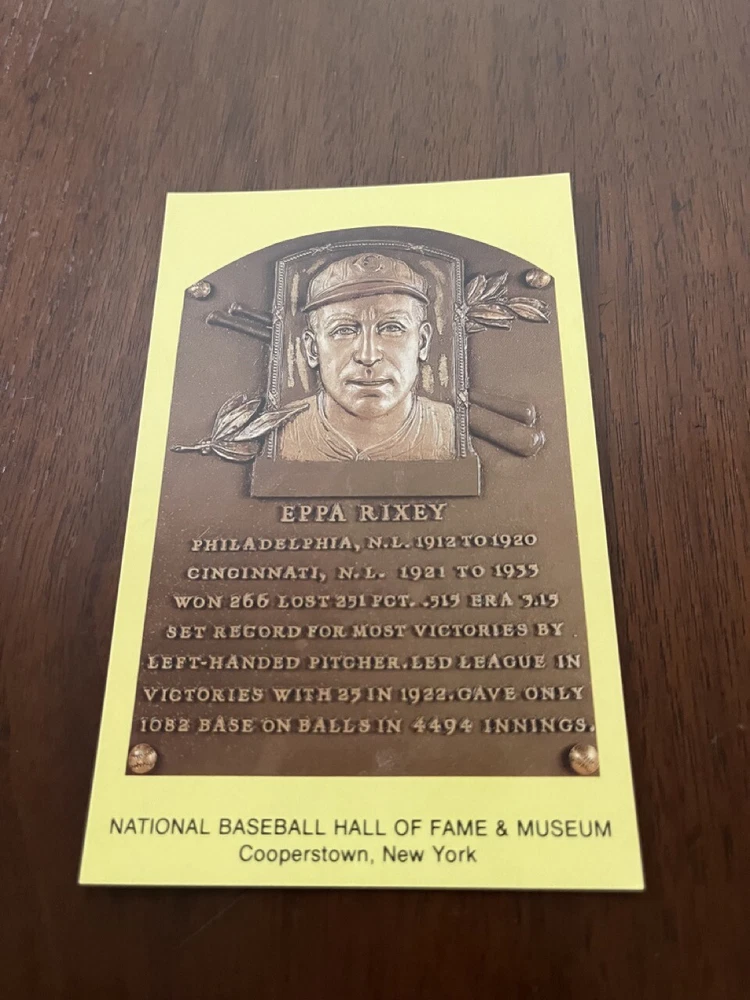 EPPA RIXEY
PHILADELPHIA, N.L. 1912 TO 1920
CINCINNATI, N.L. 1921 TO 1933
WON 266 LOST 251 PCT. .515 ERA 3.15
SET RECORD FOR MOST VICTORIES BY
LEFT-HANDED PITCHER. LED LEAGUE IN
VICTORIES WITH 25 IN 1922. GAVE ONLY
1082 BASE ON BALLS IN 4494 INNINGS.
NATIONAL BASEBALL HALL OF FAME & MUSEUM
Cooperstown, New York